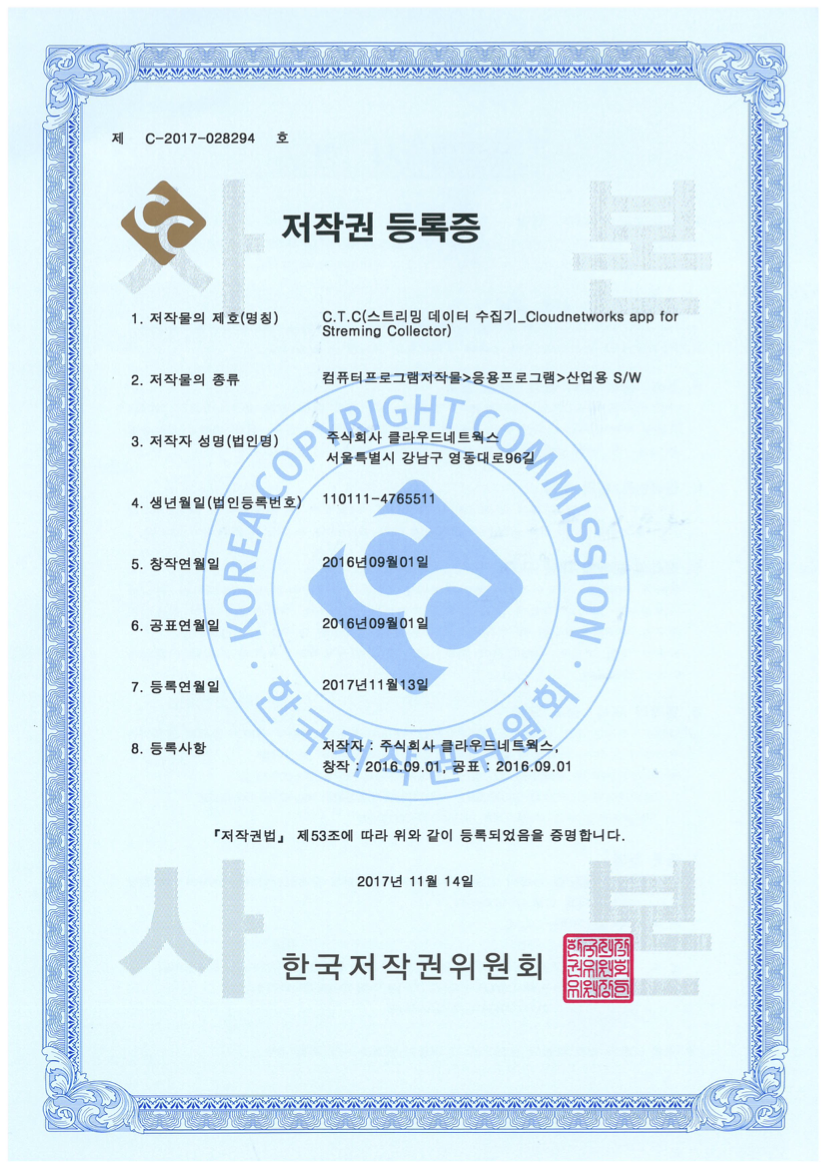 제 C-2017-028294 호
저작권 등록증
1. 저작물의 제호(명칭) C.T.C(스트리밍 데이터 수집기_Cloudnetworks app for
Streming Collector)
2. 저작물의 종류 컴퓨터프로그램저작물>응용프로그램>산업용 S/W
3. 저작자 성명(법인명) 주식회사 클라우드네트웍스
서울특별시 강남구 영동대로96길
4. 생년월일(법인등록번호) 110111-4765511
5. 창작연월일 2016년09월01일
6. 공표연월일 2016년09월01일
7. 등록연월일 2017년11월13일
8. 등록사항 저작자 : 주식회사 클라우드네트웍스,
창작 : 2016.09.01, 공표 : 2016.09.01
『저작권법』 제53조에 따라 위와 같이 등록되었음을 증명합니다.
2017년 11월 14일
한국저작권위원회
사 본
사 본
KOREA COPYRIGHT COMMISSION
한국저작권위원회